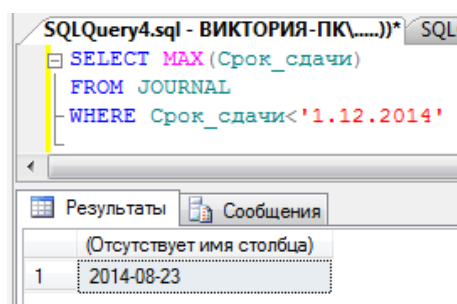 SQLQuery4.sql - ВИКТОРИЯ-ПК\.....))* SQL
SELECT MAX(Срок_сдачи)
FROM JOURNAL
WHERE Срок_сдачи<'1.12.2014'
Результаты Сообщения
(Отсутствует имя столбца)
1 2014-08-23